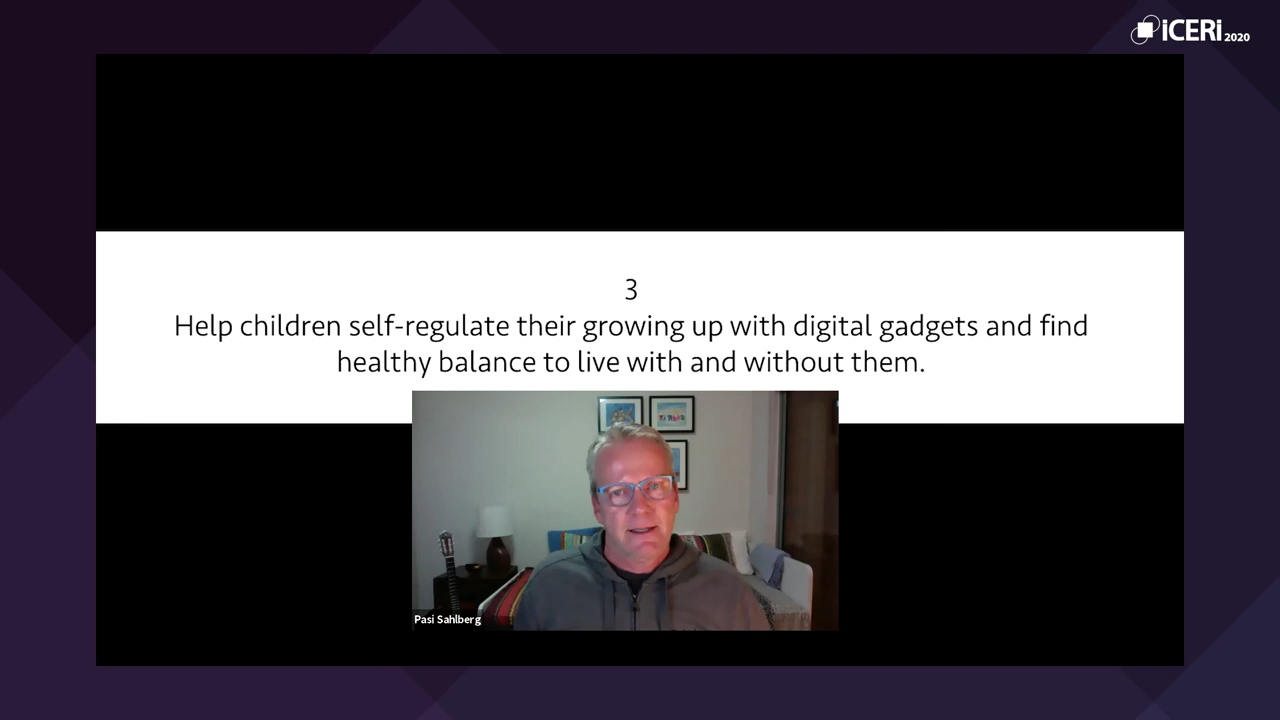 iCERi 2020
3
Help children self-regulate their growing up with digital gadgets and find
healthy balance to live with and without them.
Pasi Sahlberg